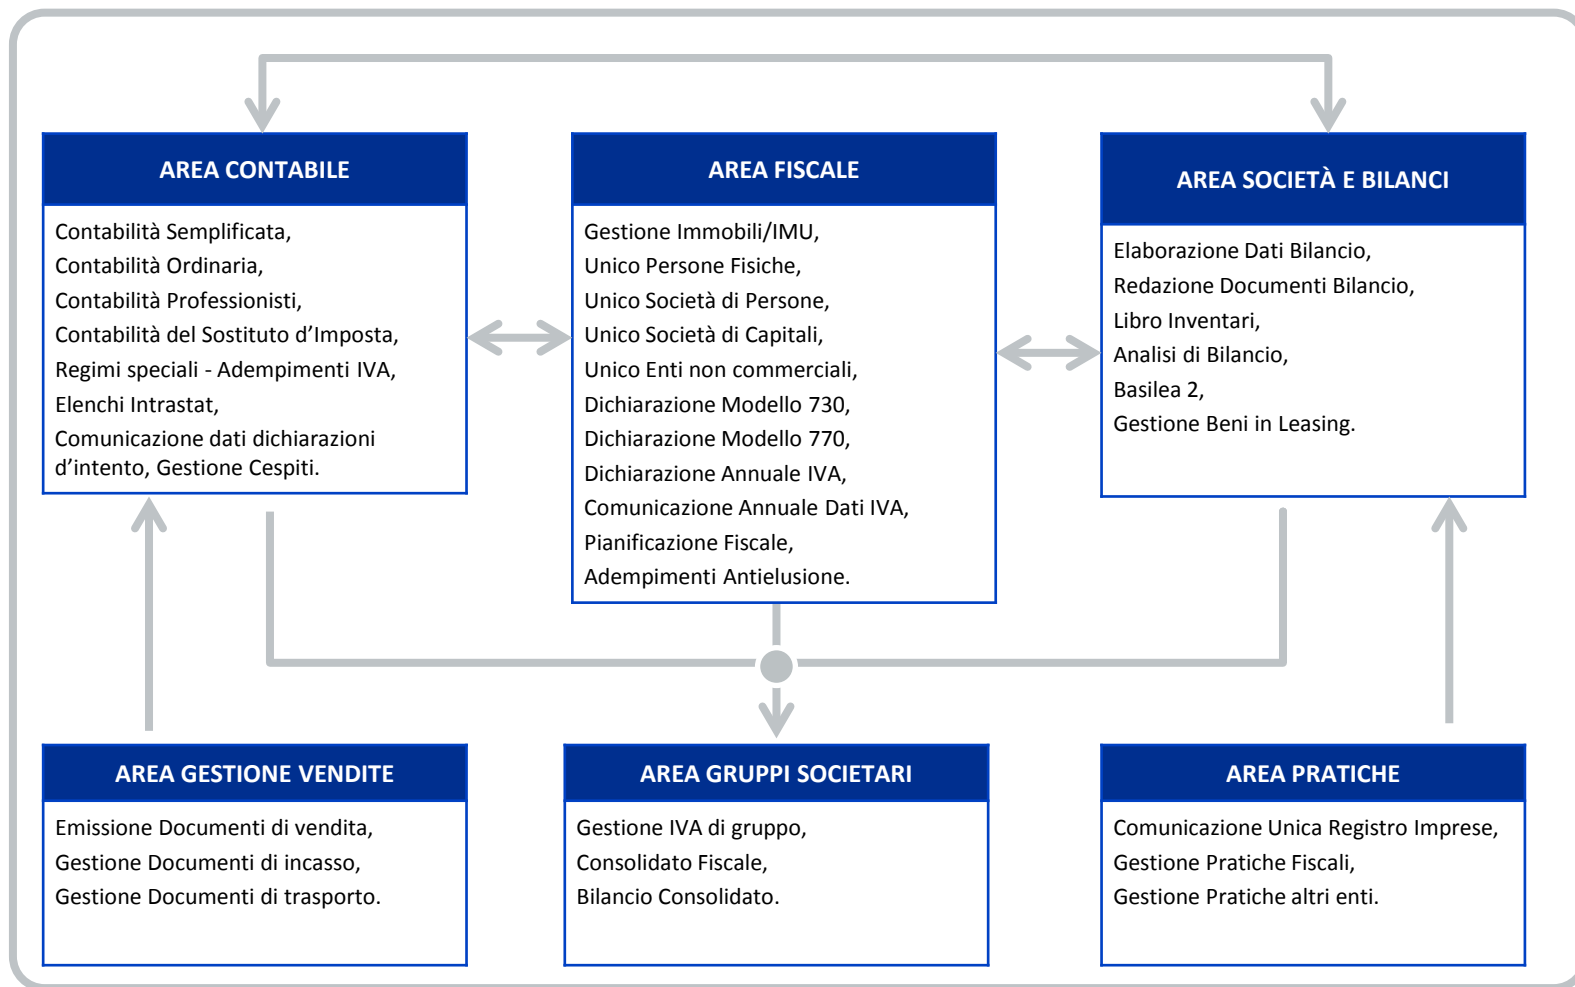 AREA CONTABILE
Contabilità Semplificata,
Contabilità Ordinaria,
Contabilità Professionisti,
Contabilità del Sostituto d’Imposta,
Regimi speciali - Adempimenti IVA,
Elenchi Intrastat,
Comunicazione dati dichiarazioni
d’intento, Gestione Cespiti.
AREA FISCALE
Gestione Immobili/IMU,
Unico Persone Fisiche,
Unico Società di Persone,
Unico Società di Capitali,
Unico Enti non commerciali,
Dichiarazione Modello 730,
Dichiarazione Modello 770,
Dichiarazione Annuale IVA,
Comunicazione Annuale Dati IVA,
Pianificazione Fiscale,
Adempimenti Antielusione.
AREA SOCIETÀ E BILANCI
Elaborazione Dati Bilancio,
Redazione Documenti Bilancio,
Libro Inventari,
Analisi di Bilancio,
Basilea 2,
Gestione Beni in Leasing.
AREA GESTIONE VENDITE
Emissione Documenti di vendita,
Gestione Documenti di incasso,
Gestione Documenti di trasporto.
AREA GRUPPI SOCIETARI
Gestione IVA di gruppo,
Consolidato Fiscale,
Bilancio Consolidato.
AREA PRATICHE
Comunicazione Unica Registro Imprese,
Gestione Pratiche Fiscali,
Gestione Pratiche altri enti.